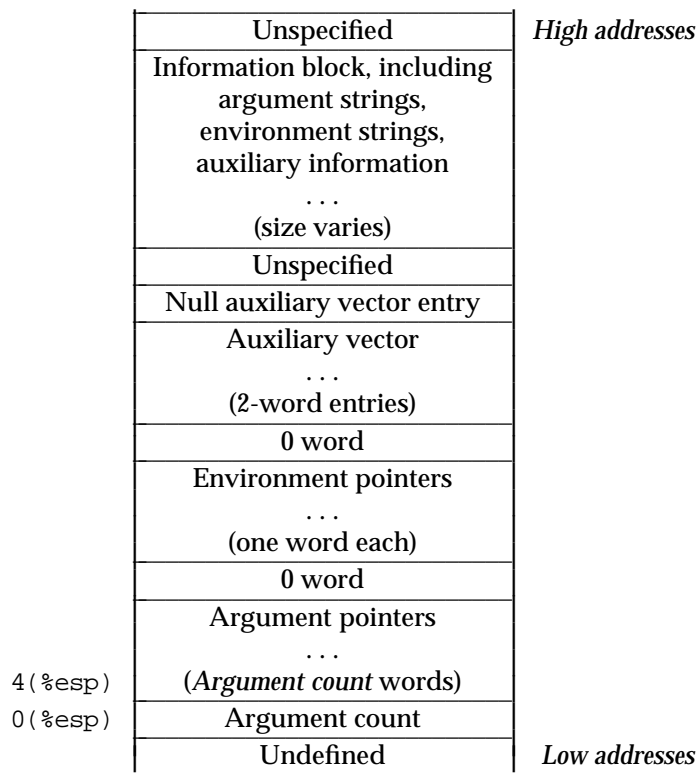 Unspecified High addresses
Information block, including
argument strings,
environment strings,
auxiliary information
. . .
(size varies)
Unspecified
Null auxiliary vector entry
Auxiliary vector
. . .
(2-word entries)
0 word
Environment pointers
. . .
(one word each)
0 word
Argument pointers
. . .
4(%esp) (Argument count words)
0(%esp) Argument count
Undefined Low addresses